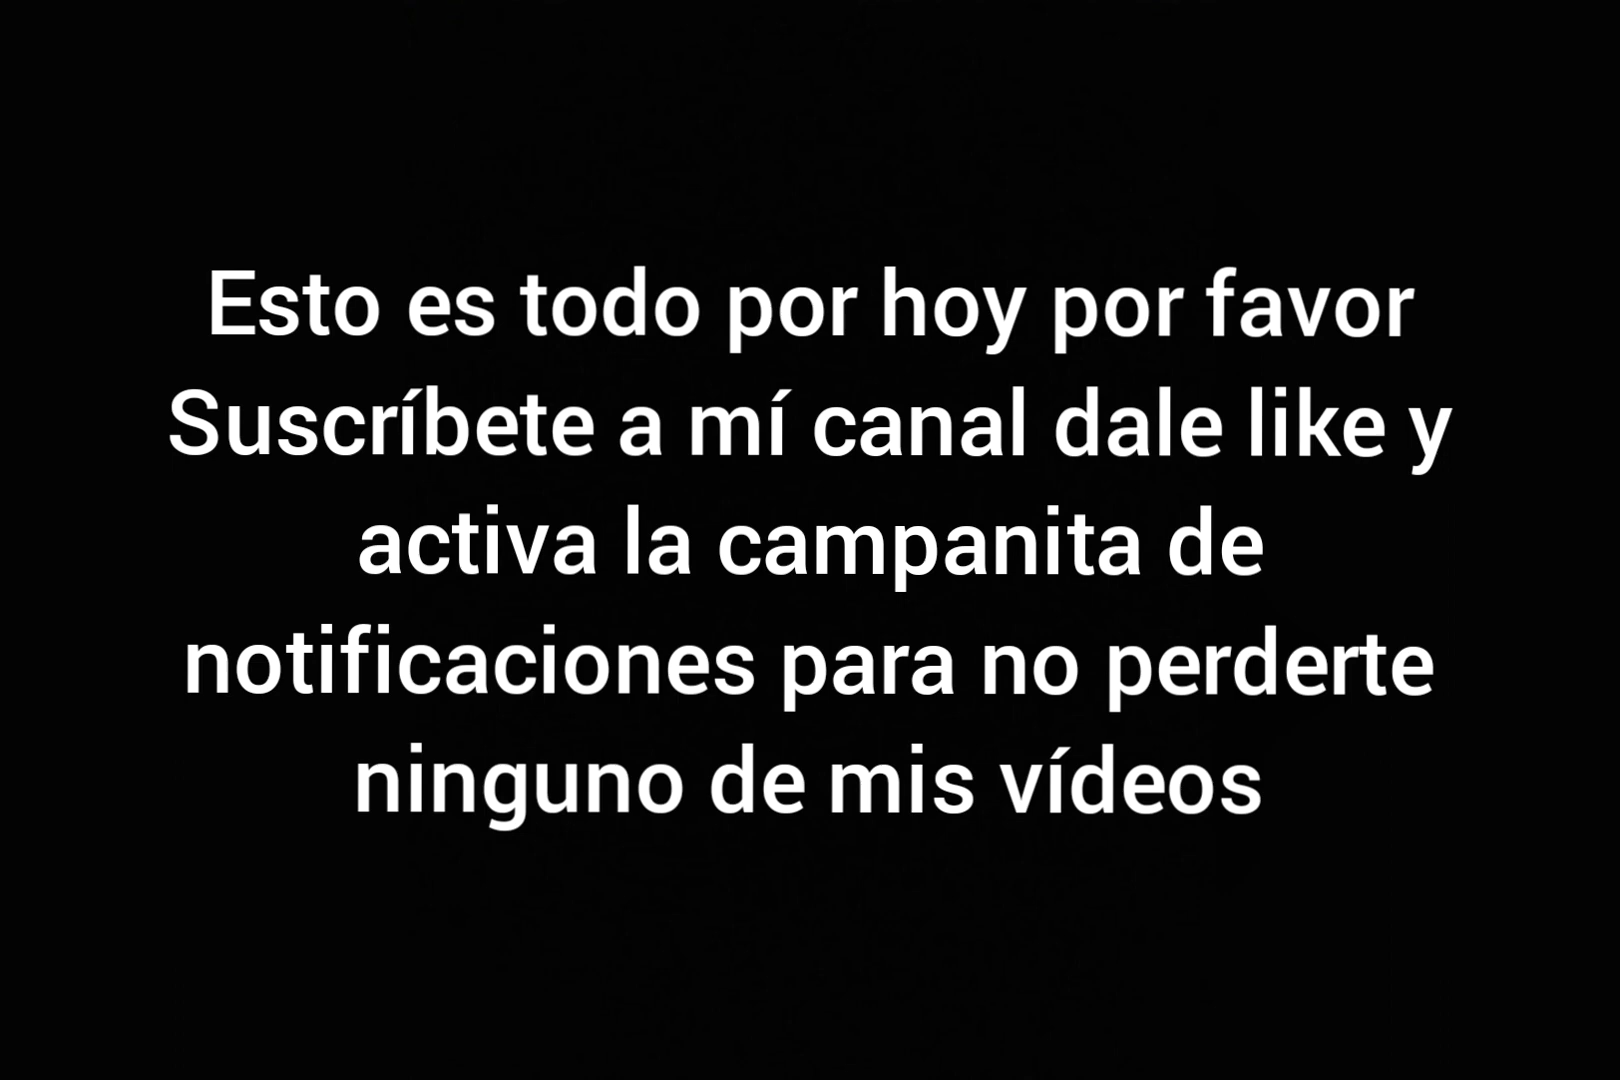 Esto es todo por hoy por favor
Suscríbete a mí canal dale like y
activa la campanita de
notificaciones para no perderte
ninguno de mis vídeos